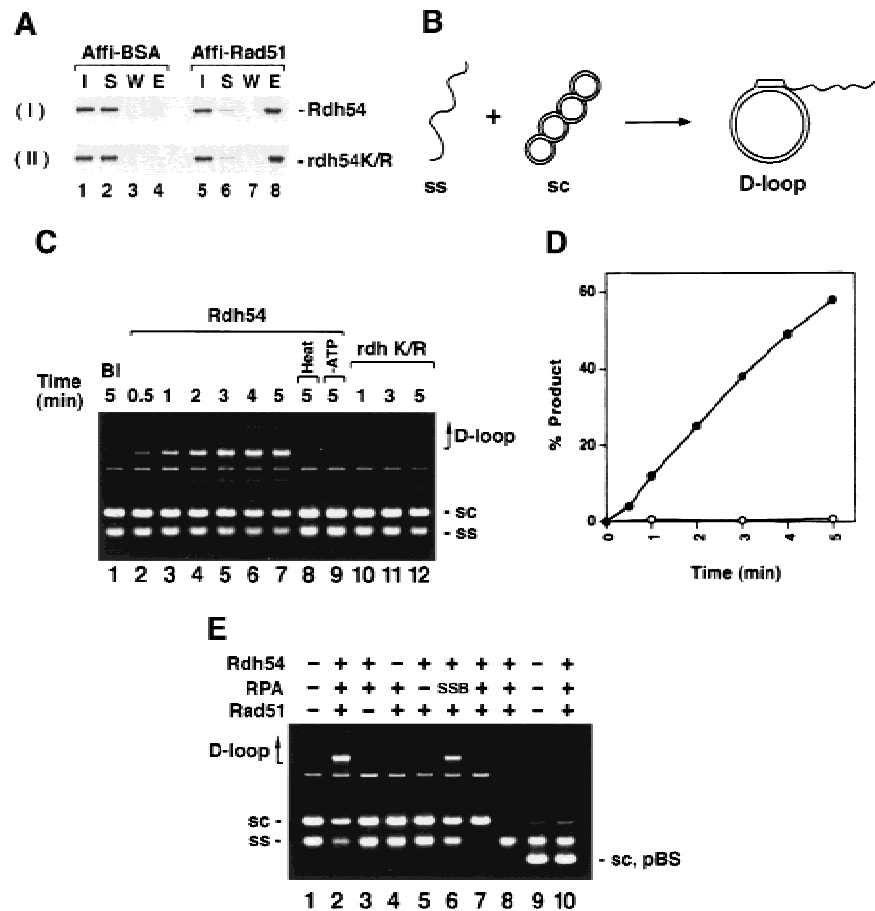 A
Affi-BSA Affi-Rad51
I S W E I S W E
(I) -Rdh54
(II) -rdh54K/R
1 2 3 4 5 6 7 8
B
+
ss sc D-loop
C
Rdh54
Heat -ATP rdh K/R
Time (min)
Bl
5 0.5 1 2 3 4 5 5 5 1 3 5
D-loop
- sc
- ss
1 2 3 4 5 6 7 8 9 10 11 12
D
% Product
60
40
20
0
0 1 2 3 4 5
Time (min)
E
Rdh54 − + + − + + + + − +
RPA − + + + − SSB + + − +
Rad51 − + − + + + + + − +
D-loop
sc
ss
- sc, pBS
1 2 3 4 5 6 7 8 9 10